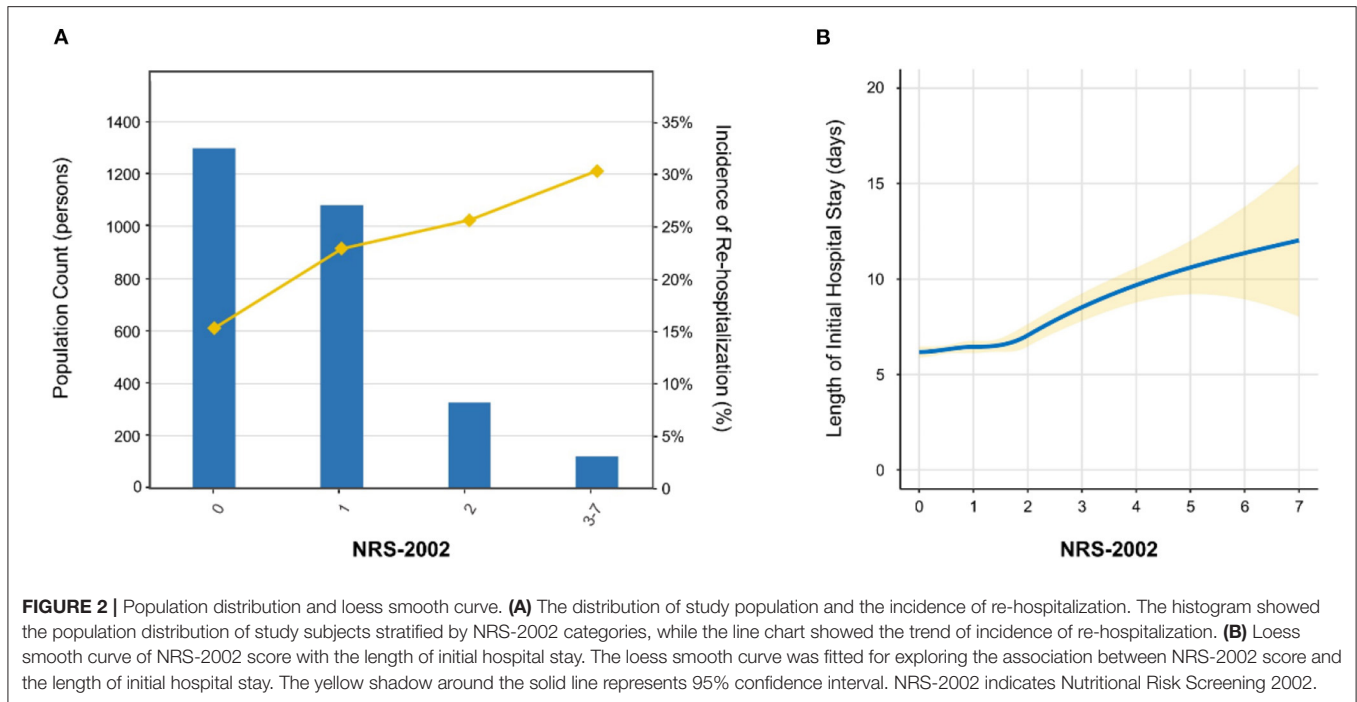 A
B
1400
1200
1000
800
600
400
200
0
Population Count (persons)
35%
30%
25%
20%
15%
10%
5%
0
Incidence of Re-hospitalization (%)
0
1
2
3-7
NRS-2002
20
15
10
5
0
Length of Initial Hospital Stay (days)
0 1 2 3 4 5 6 7
NRS-2002
FIGURE 2 | Population distribution and loess smooth curve. (A) The distribution of study population and the incidence of re-hospitalization. The histogram showed
the population distribution of study subjects stratified by NRS-2002 categories, while the line chart showed the trend of incidence of re-hospitalization. (B) Loess
smooth curve of NRS-2002 score with the length of initial hospital stay. The loess smooth curve was fitted for exploring the association between NRS-2002 score and
the length of initial hospital stay. The yellow shadow around the solid line represents 95% confidence interval. NRS-2002 indicates Nutritional Risk Screening 2002.